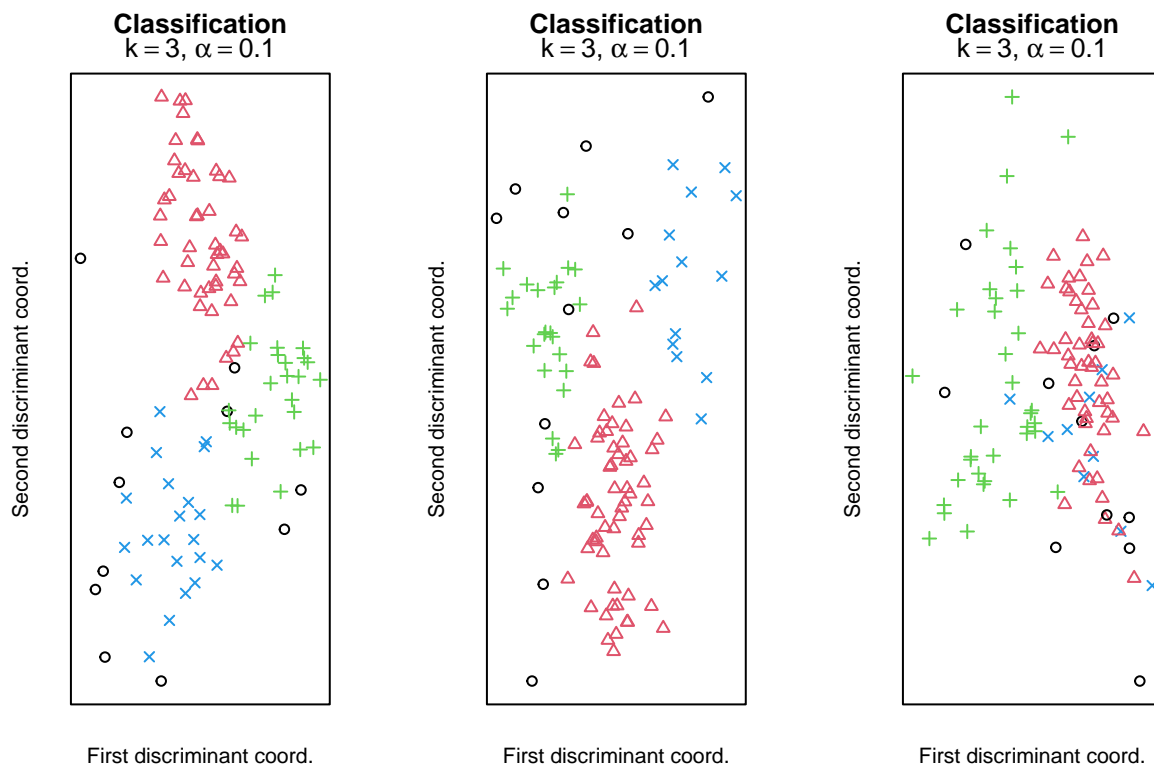 Classification
k = 3, α = 0.1
Second discriminant coord.
First discriminant coord.
Classification
k = 3, α = 0.1
Second discriminant coord.
First discriminant coord.
Classification
k = 3, α = 0.1
Second discriminant coord.
First discriminant coord.